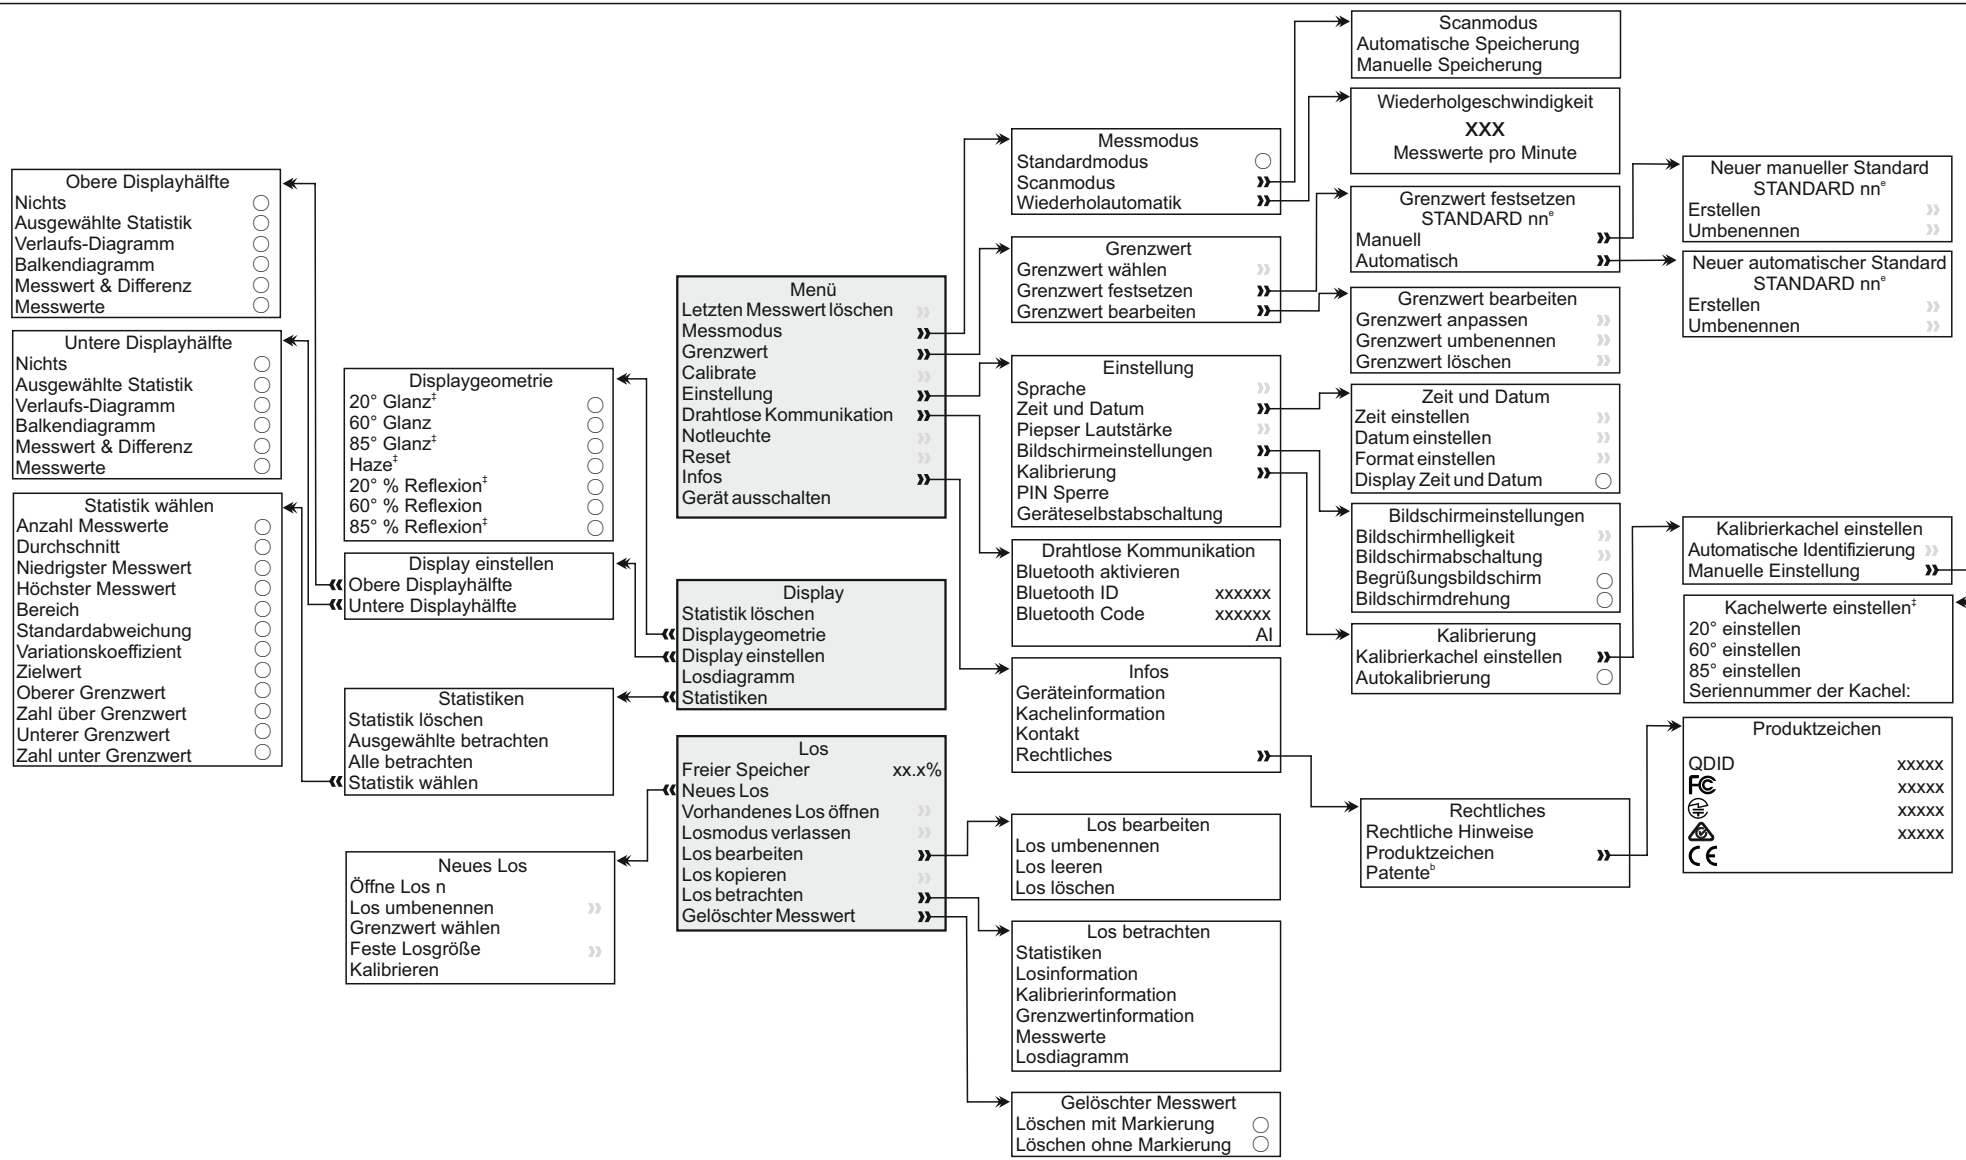 Obere Displayhälfte
Nichts
Ausgewählte Statistik
Verlaufs-Diagramm
Balkendiagramm
Messwert & Differenz
Messwerte
Untere Displayhälfte
Nichts
Ausgewählte Statistik
Verlaufs-Diagramm
Balkendiagramm
Messwert & Differenz
Messwerte
Statistik wählen
Anzahl Messwerte
Durchschnitt
Niedrigster Messwert
Höchster Messwert
Bereich
Standardabweichung
Variationskoeffizient
Zielwert
Oberer Grenzwert
Zahl über Grenzwert
Unterer Grenzwert
Zahl unter Grenzwert
Displaygeometrie
20° Glanz‡
60° Glanz
85° Glanz‡
Haze‡
20° % Reflexion‡
60° % Reflexion
85° % Reflexion‡
Display einstellen
Obere Displayhälfte
Untere Displayhälfte
Statistiken
Statistik löschen
Ausgewählte betrachten
Alle betrachten
Statistik wählen
Neues Los
Öffne Los n
Los umbenennen
Grenzwert wählen
Feste Losgröße
Kalibrieren
Menü
Letzten Messwert löschen
Messmodus
Grenzwert
Calibrate
Einstellung
Drahtlose Kommunikation
Notleuchte
Reset
Infos
Gerät ausschalten
Display
Statistik löschen
Displaygeometrie
Display einstellen
Losdiagramm
Statistiken
Los
Freier Speicher xx.x%
Neues Los
Vorhandenes Los öffnen
Losmodus verlassen
Los bearbeiten
Los kopieren
Los betrachten
Gelöschter Messwert
Messmodus
Standardmodus
Scanmodus
Wiederholautomatik
Grenzwert
Grenzwert wählen
Grenzwert festsetzen
Grenzwert bearbeiten
Einstellung
Sprache
Zeit und Datum
Piepser Lautstärke
Bildschirmeinstellungen
Kalibrierung
PIN Sperre
Geräteselbstabschaltung
Drahtlose Kommunikation
Bluetooth aktivieren
Bluetooth ID xxxxxx
Bluetooth Code xxxxxx
AI
Infos
Geräteinformation
Kachelinformation
Kontakt
Rechtliches
Los bearbeiten
Los umbenennen
Los leeren
Los löschen
Los betrachten
Statistiken
Losinformation
Kalibrierinformation
Grenzwertinformation
Messwerte
Losdiagramm
Gelöschter Messwert
Löschen mit Markierung
Löschen ohne Markierung
Scanmodus
Automatische Speicherung
Manuelle Speicherung
Wiederholgeschwindigkeit
XXX
Messwerte pro Minute
Grenzwert festsetzen
STANDARD nnᵉ
Manuell
Automatisch
Grenzwert bearbeiten
Grenzwert anpassen
Grenzwert umbenennen
Grenzwert löschen
Zeit und Datum
Zeit einstellen
Datum einstellen
Format einstellen
Display Zeit und Datum
Bildschirmeinstellungen
Bildschirmhelligkeit
Bildschirmabschaltung
Begrüßungsbildschirm
Bildschirmdrehung
Kalibrierung
Kalibrierkachel einstellen
Autokalibrierung
Rechtliches
Rechtliche Hinweise
Produktzeichen
Patenteᵇ
Neuer manueller Standard
STANDARD nnᵉ
Erstellen
Umbenennen
Neuer automatischer Standard
STANDARD nnᵉ
Erstellen
Umbenennen
Kalibrierkachel einstellen
Automatische Identifizierung
Manuelle Einstellung
Kachelwerte einstellen‡
20° einstellen
60° einstellen
85° einstellen
Seriennummer der Kachel:
Produktzeichen
QDID xxxxx
FC xxxxx
xxxxx
xxxxx
CE